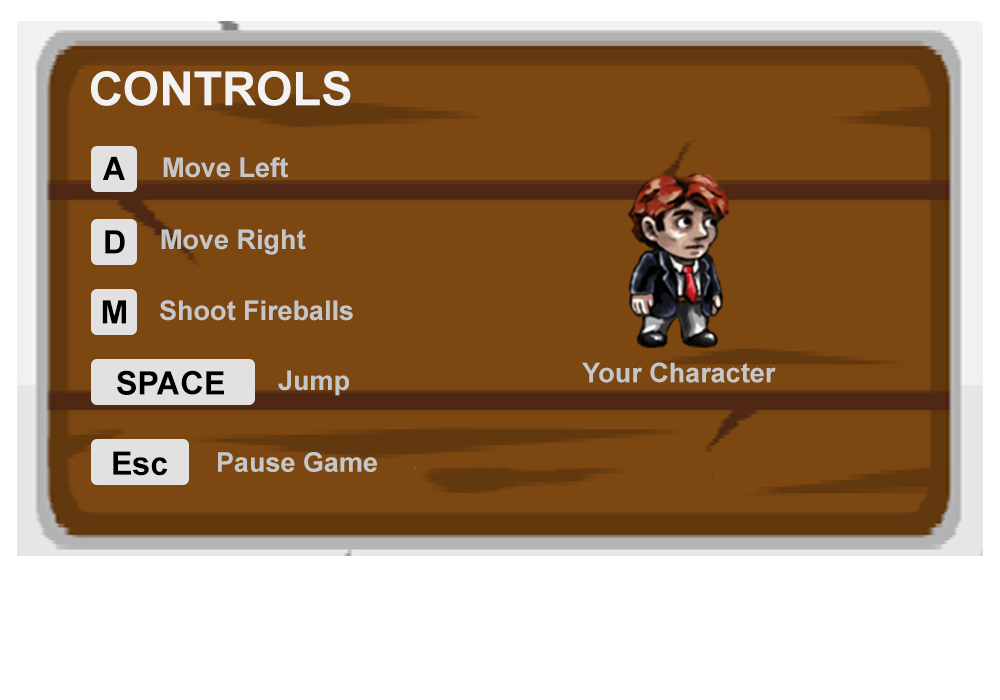 CONTROLS
A Move Left
D Move Right
M Shoot Fireballs
SPACE Jump
Esc Pause Game
Your Character